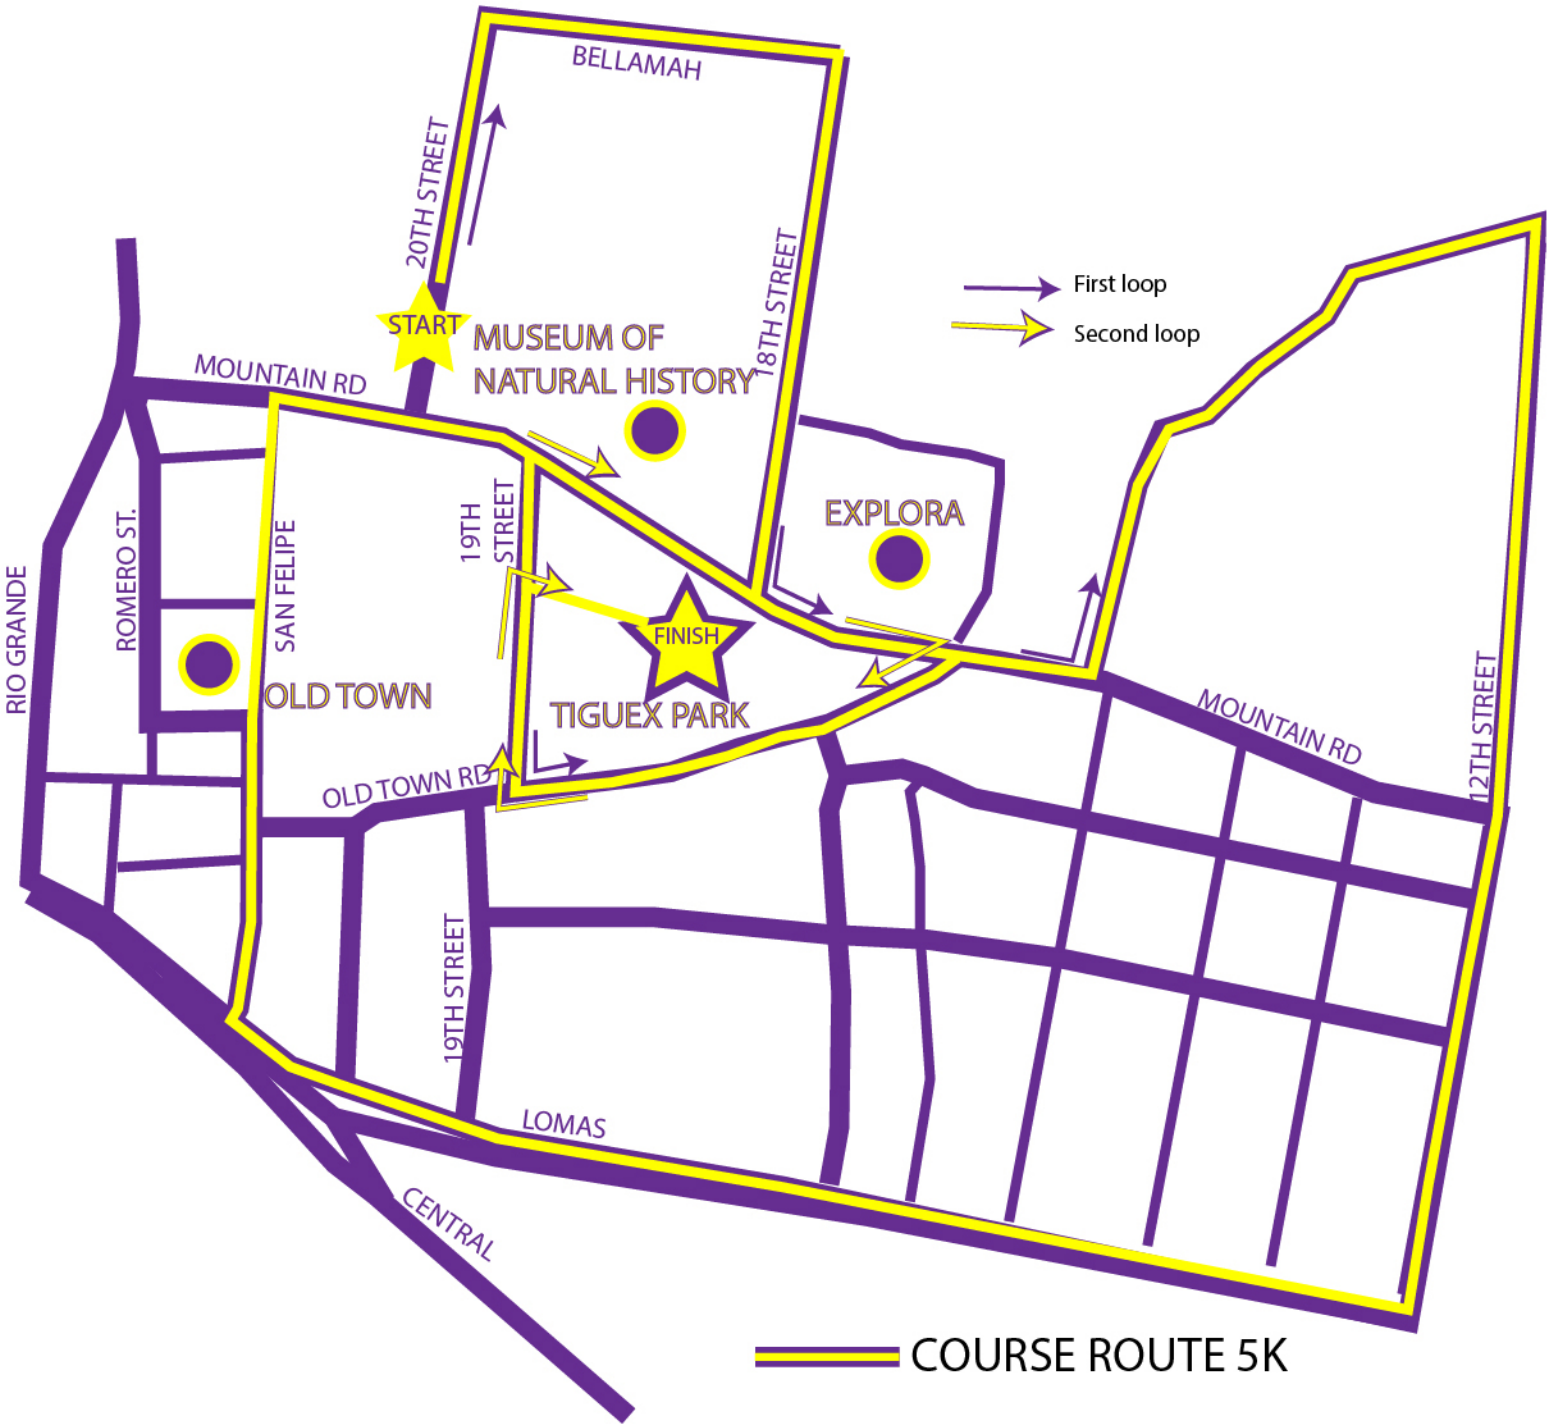 BELLAMAH
20TH STREET
18TH STREET
First loop
Second loop
START
MUSEUM OF
NATURAL HISTORY
MOUNTAIN RD
EXPLORA
19TH
STREET
ROMERO ST.
SAN FELIPE
RIO GRANDE
FINISH
OLD TOWN
TIGUEX PARK
MOUNTAIN RD
12TH STREET
OLD TOWN RD
19TH STREET
LOMAS
CENTRAL
COURSE ROUTE 5K